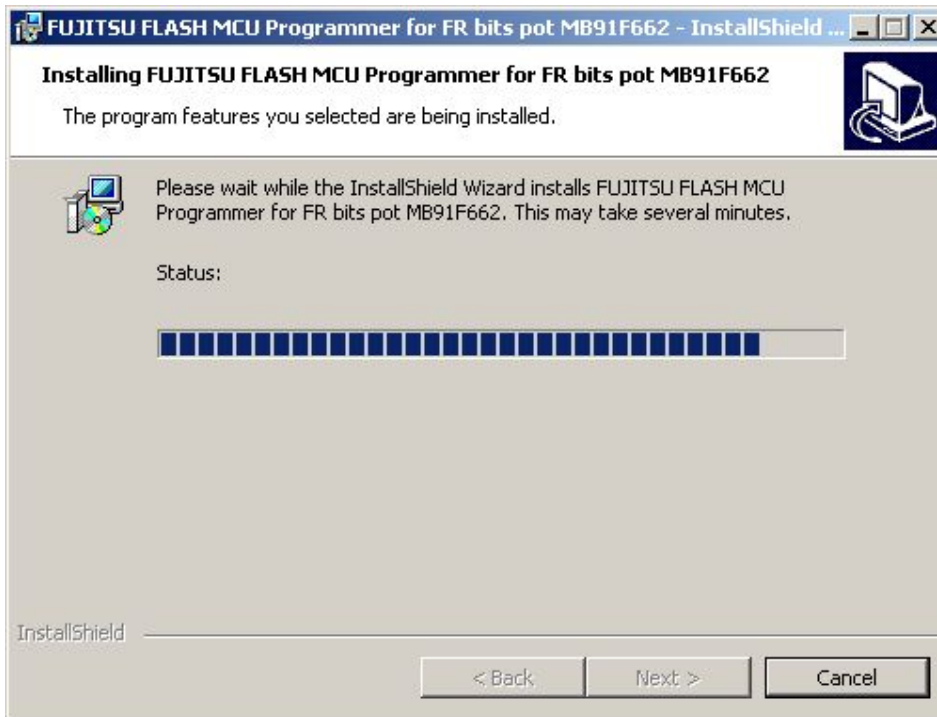 FUJITSU FLASH MCU Programmer for FR bits pot MB91F662 - InstallShield ...
Installing FUJITSU FLASH MCU Programmer for FR bits pot MB91F662
The program features you selected are being installed.
Please wait while the InstallShield Wizard installs FUJITSU FLASH MCU
Programmer for FR bits pot MB91F662. This may take several minutes.
Status:
InstallShield
< Back
Next >
Cancel